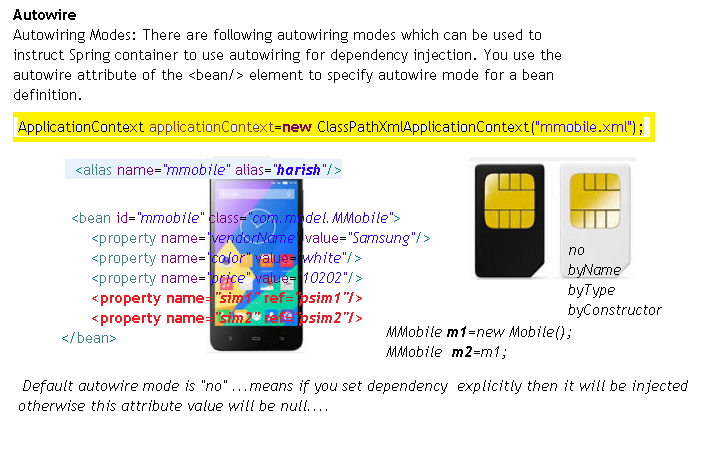 Autowire
Autowiring Modes: There are following autowiring modes which can be used to
instruct Spring container to use autowiring for dependency injection. You use the
autowire attribute of the <bean/> element to specify autowire mode for a bean
definition.
ApplicationContext applicationContext=new ClassPathXmlApplicationContext("mmobile.xml");
<alias name="mmobile" alias="harish"/>
<bean id="mmobile" class="com.model.MMobile">
<property name="vendorName" value="Samsung"/>
<property name="color" value="white"/>
<property name="price" value="10202"/>
<property name="sim1" ref="psim1"/>
<property name="sim2" ref="psim2"/>
</bean>
no
byName
byType
byConstructor
MMobile m1=new Mobile();
MMobile m2=m1;
Default autowire mode is "no" ...means if you set dependency explicitly then it will be injected
otherwise this attribute value will be null....